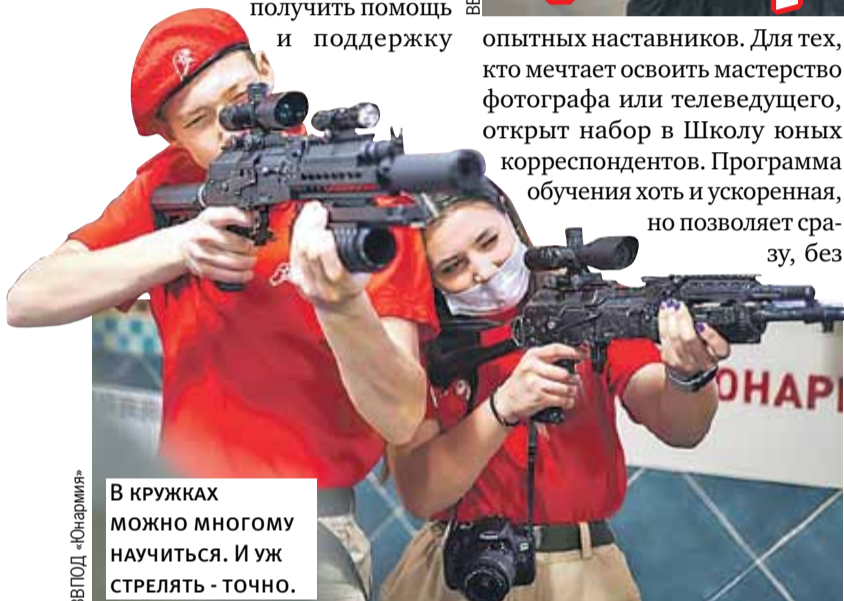 получить помощь
и поддержку
опытных наставников. Для тех,
кто мечтает освоить мастерство
фотографа или телеведущего,
открыт набор в Школу юных
корреспондентов. Программа
обучения хоть и ускоренная,
но позволяет сра-
зу, без
ЮНАР
В КРУЖКАХ
МОЖНО МНОГОМУ
НАУЧИТЬСЯ. И УЖ
СТРЕЛЯТЬ - ТОЧНО.
ВВПОД «Юнармия»